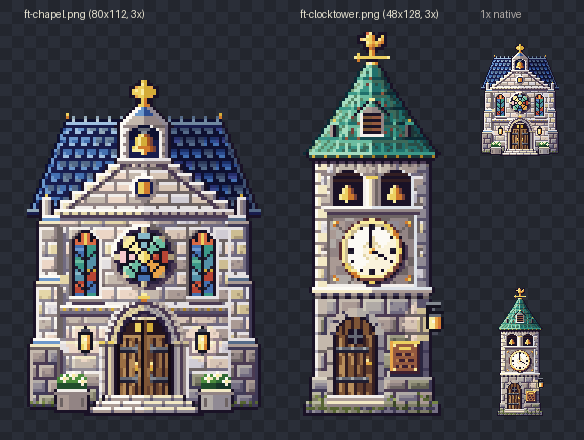 ft-chapel.png (80x112, 3x)
ft-clocktower.png (48x128, 3x)
1x native